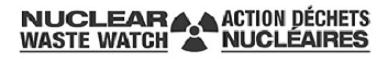 NUCLEAR
WASTE WATCH
ACTION DÉCHETS
NUCLÉAIRES